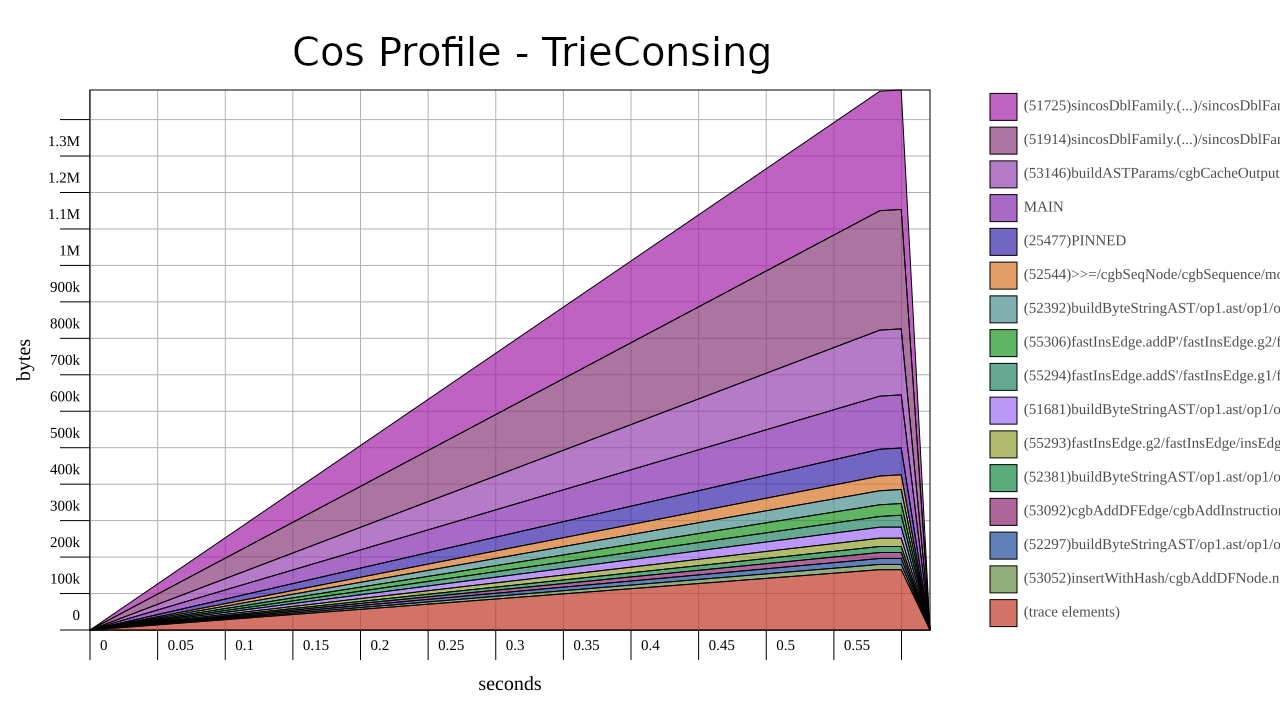 Cos Profile - TrieConsing
1.3M
1.2M
1.1M
1M
900k
800k
700k
600k
500k
400k
300k
200k
100k
0
bytes
0 0.05 0.1 0.15 0.2 0.25 0.3 0.35 0.4 0.45 0.5 0.55
seconds
(51725)sincosDblFamily.(...)/sincosDblFar
(51914)sincosDblFamily.(...)/sincosDblFar
(53146)buildASTParams/cgbCacheOutput
MAIN
(25477)PINNED
(52544)>>=/cgbSeqNode/cgbSequence/mo
(52392)buildByteStringAST/op1.ast/op1/o
(55306)fastInsEdge.addP'/fastInsEdge.g2/f
(55294)fastInsEdge.addS'/fastInsEdge.g1/f
(51681)buildByteStringAST/op1.ast/op1/o
(55293)fastInsEdge.g2/fastInsEdge/insEdg
(52381)buildByteStringAST/op1.ast/op1/o
(53092)cgbAddDFEdge/cgbAddInstruction
(52297)buildByteStringAST/op1.ast/op1/o
(53052)insertWithHash/cgbAddDFNode.n
(trace elements)